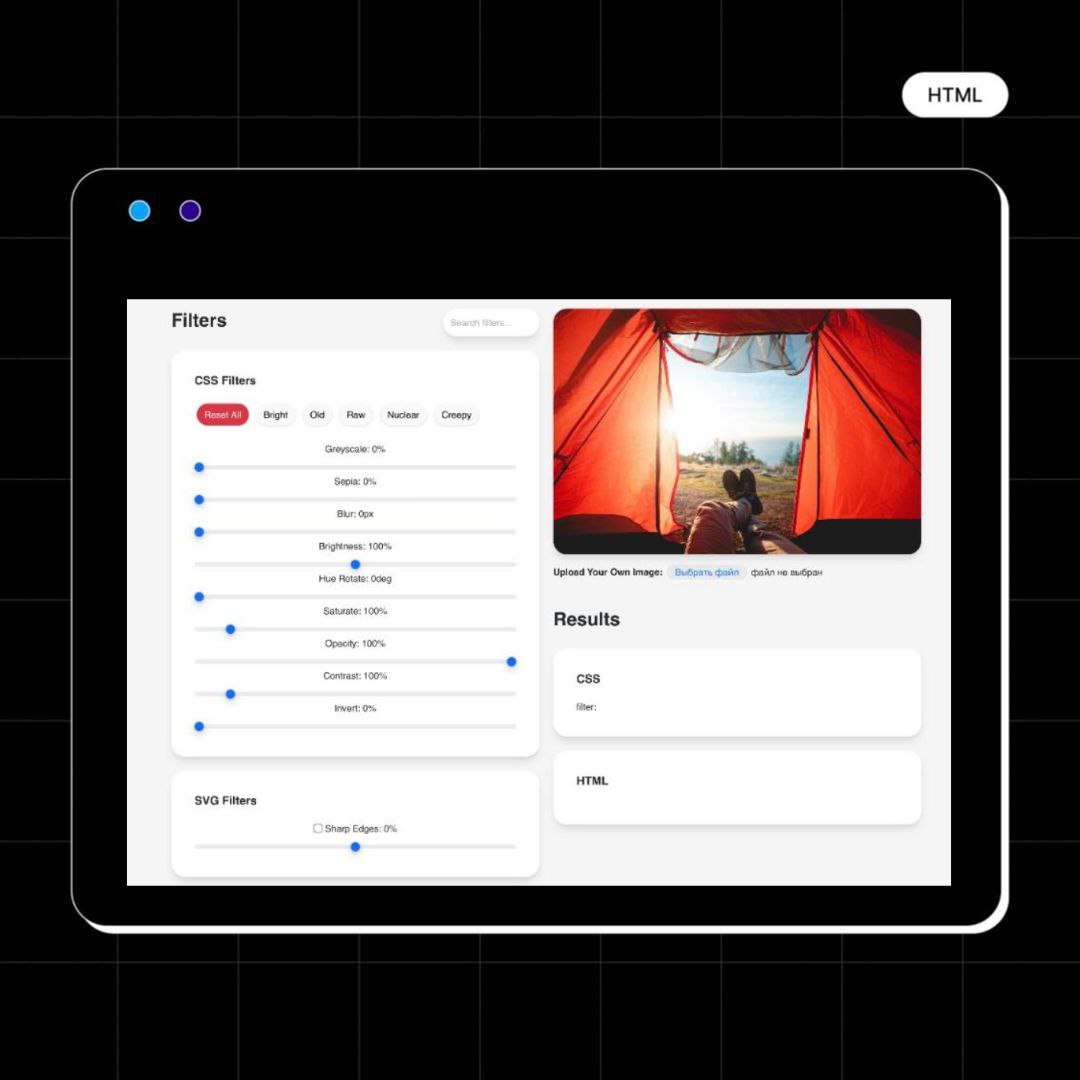 HTML
Filters
Search filters...
CSS Filters
Reset All Bright Old Raw Nuclear Creepy
Greyscale: 0%
Sepia: 0%
Blur: 0px
Brightness: 100%
Hue Rotate: 0deg
Saturate: 100%
Opacity: 100%
Contrast: 100%
Invert: 0%
SVG Filters
Sharp Edges: 0%
Upload Your Own Image: Выбрать файл файл не выбран
Results
CSS
filter:
HTML